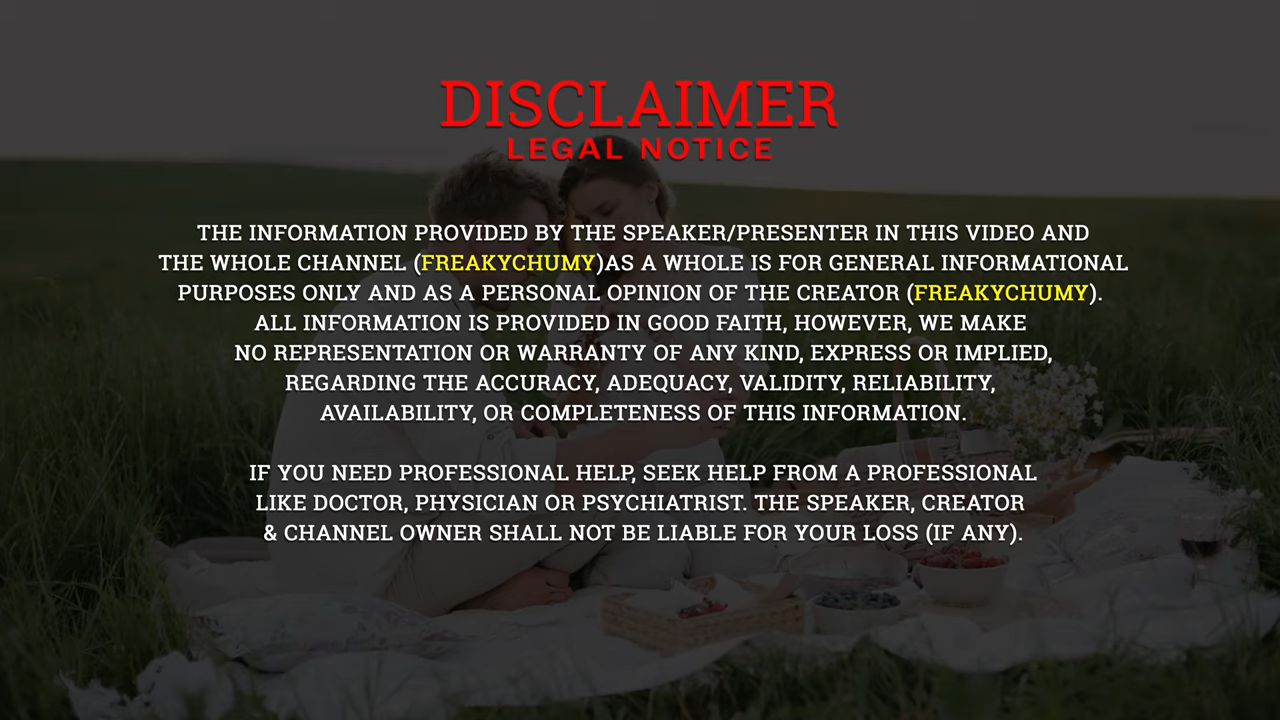 DISCLAIMER
LEGAL NOTICE
THE INFORMATION PROVIDED BY THE SPEAKER/PRESENTER IN THIS VIDEO AND
THE WHOLE CHANNEL (FREAKYCHUMY)AS A WHOLE IS FOR GENERAL INFORMATIONAL
PURPOSES ONLY AND AS A PERSONAL OPINION OF THE CREATOR (FREAKYCHUMY).
ALL INFORMATION IS PROVIDED IN GOOD FAITH, HOWEVER, WE MAKE
NO REPRESENTATION OR WARRANTY OF ANY KIND, EXPRESS OR IMPLIED,
REGARDING THE ACCURACY, ADEQUACY, VALIDITY, RELIABILITY,
AVAILABILITY, OR COMPLETENESS OF THIS INFORMATION.
IF YOU NEED PROFESSIONAL HELP, SEEK HELP FROM A PROFESSIONAL
LIKE DOCTOR, PHYSICIAN OR PSYCHIATRIST. THE SPEAKER, CREATOR
& CHANNEL OWNER SHALL NOT BE LIABLE FOR YOUR LOSS (IF ANY).